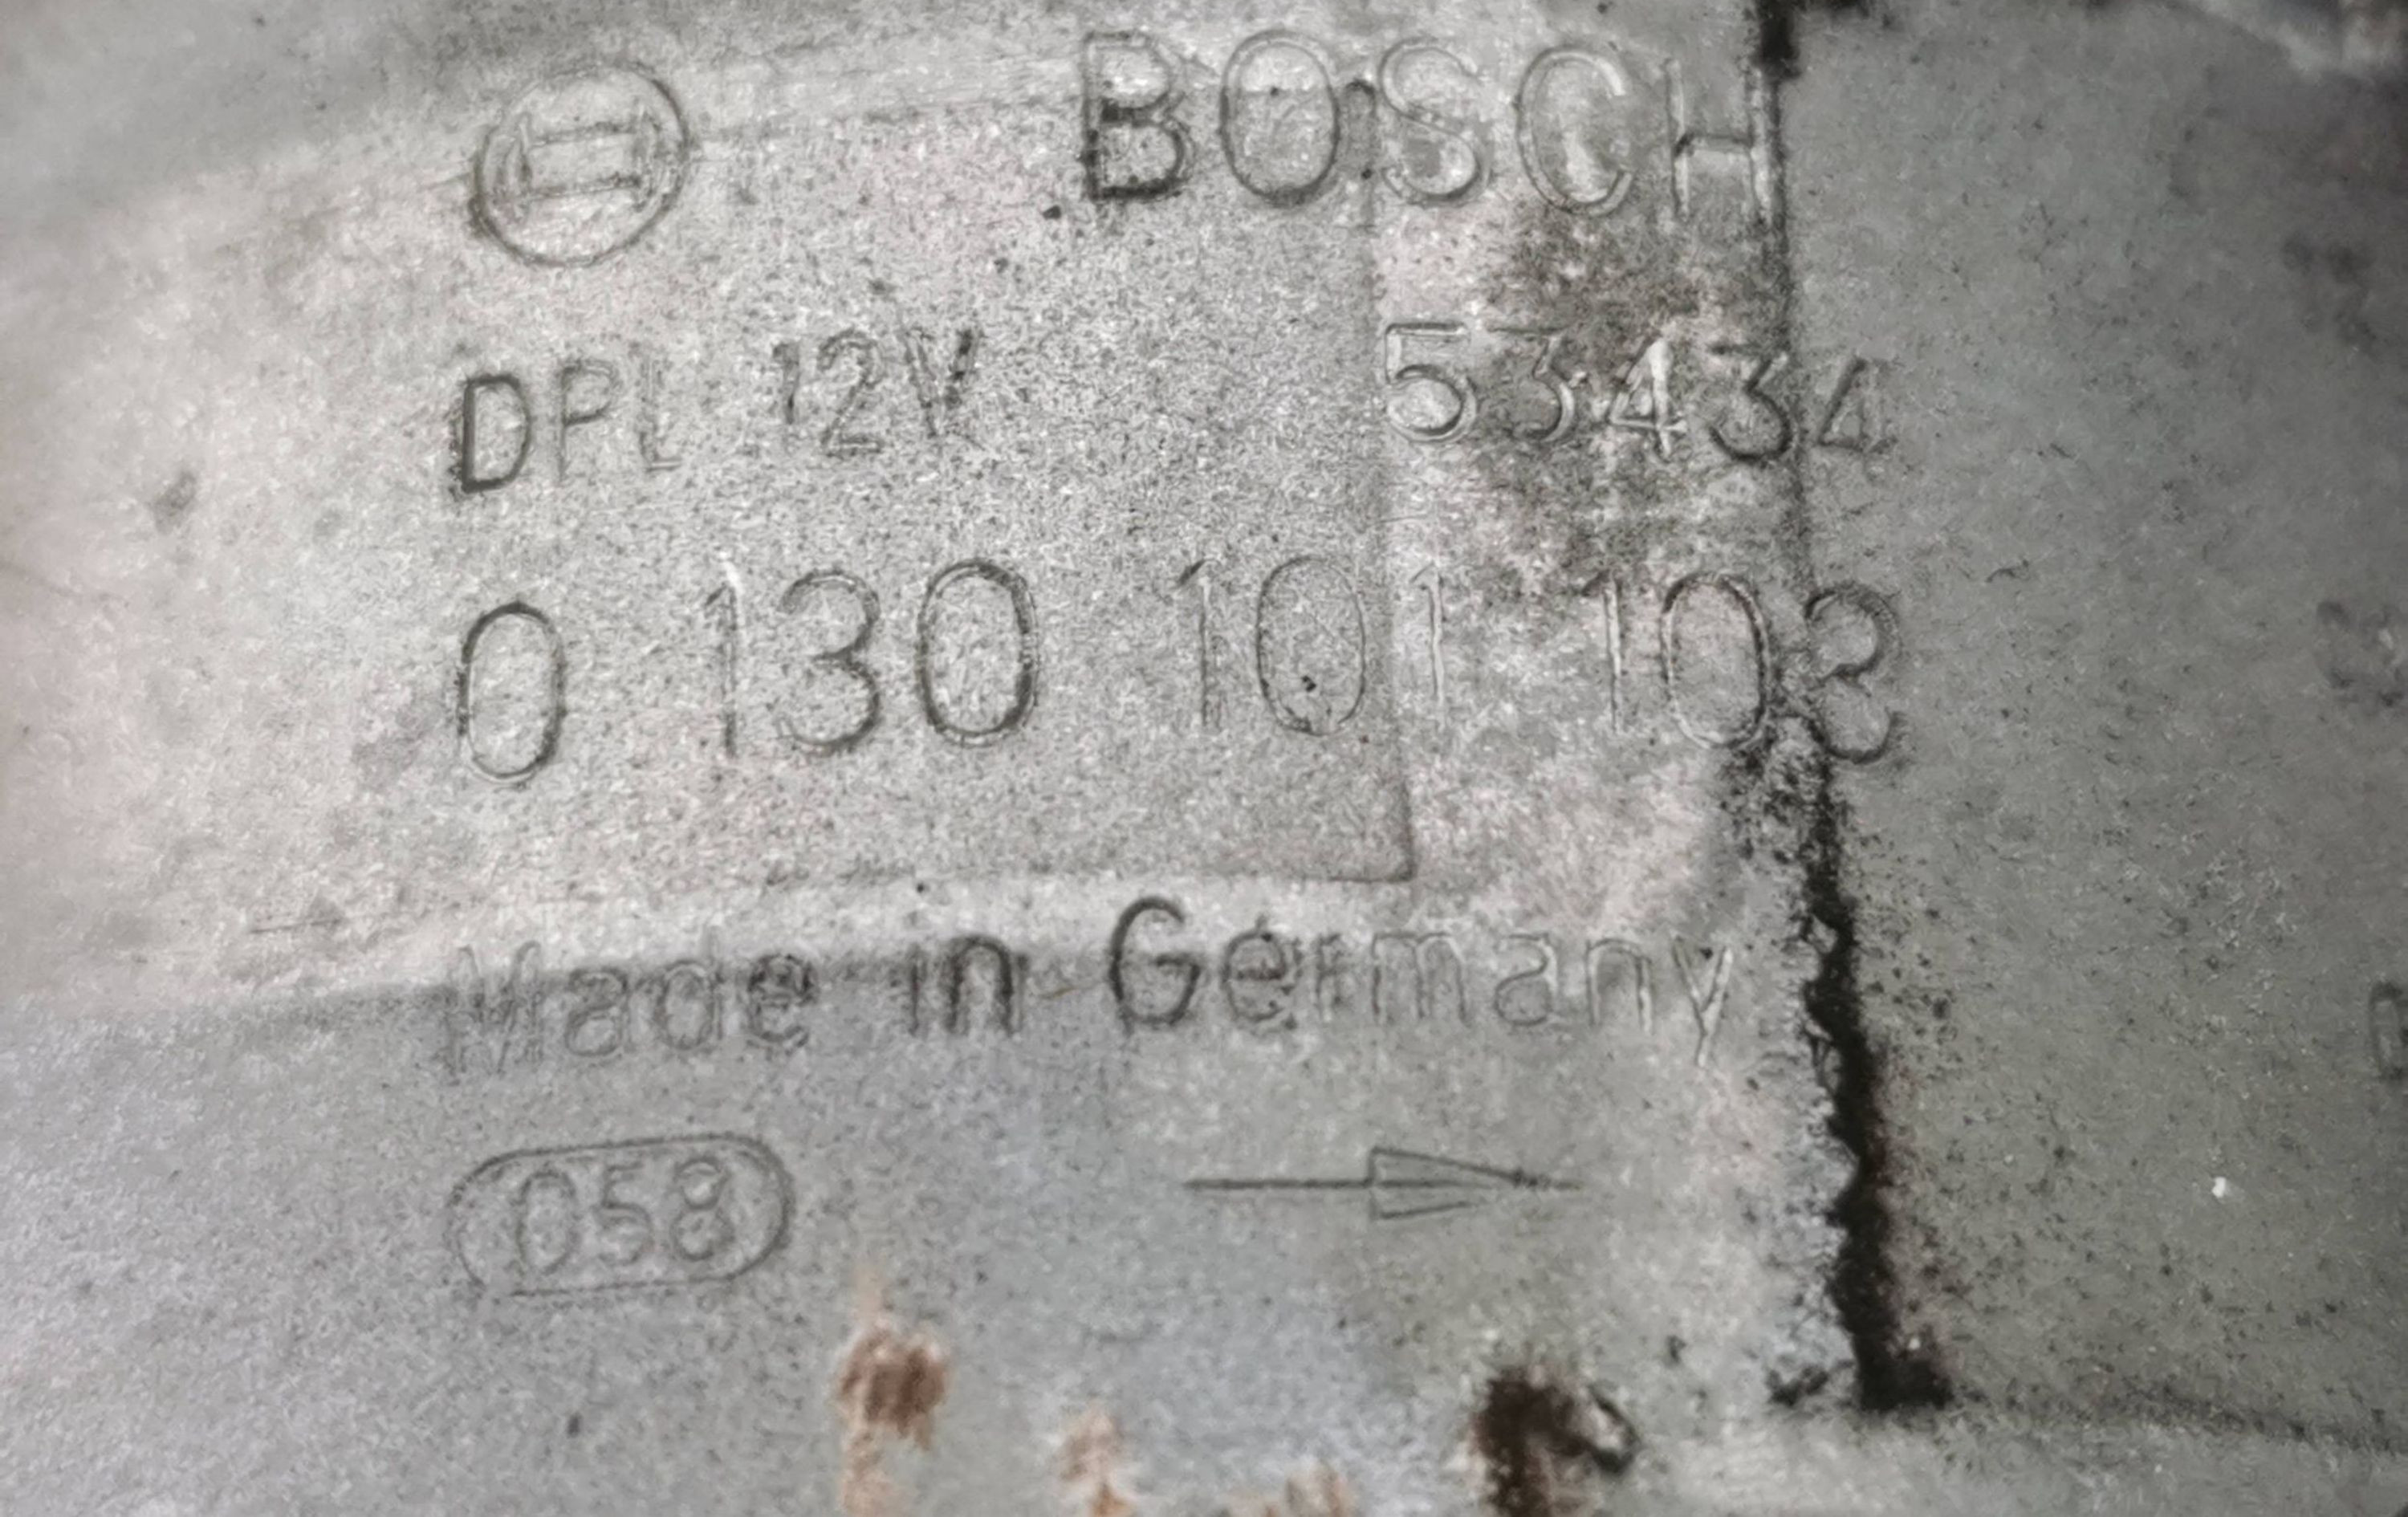 BOSCH
DPL 12V 53434
0 130 101 103
Made in Germany
058